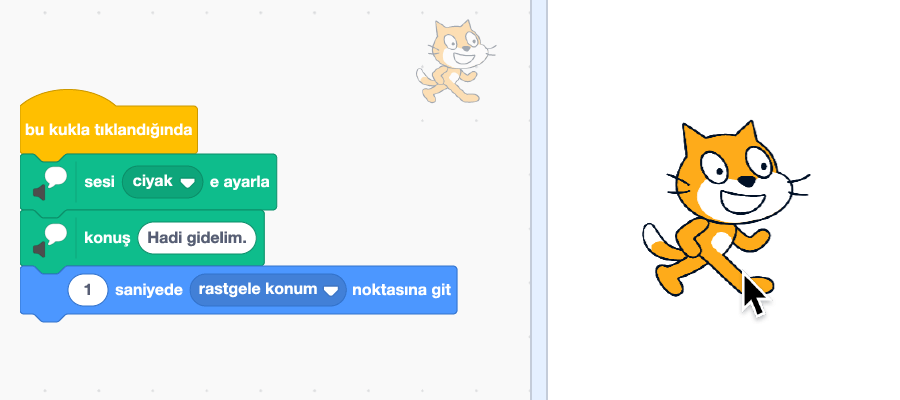 bu kukla tıklandığında
sesi ciyak e ayarla
konuş Hadi gidelim.
1 saniyede rastgele konum noktasına git